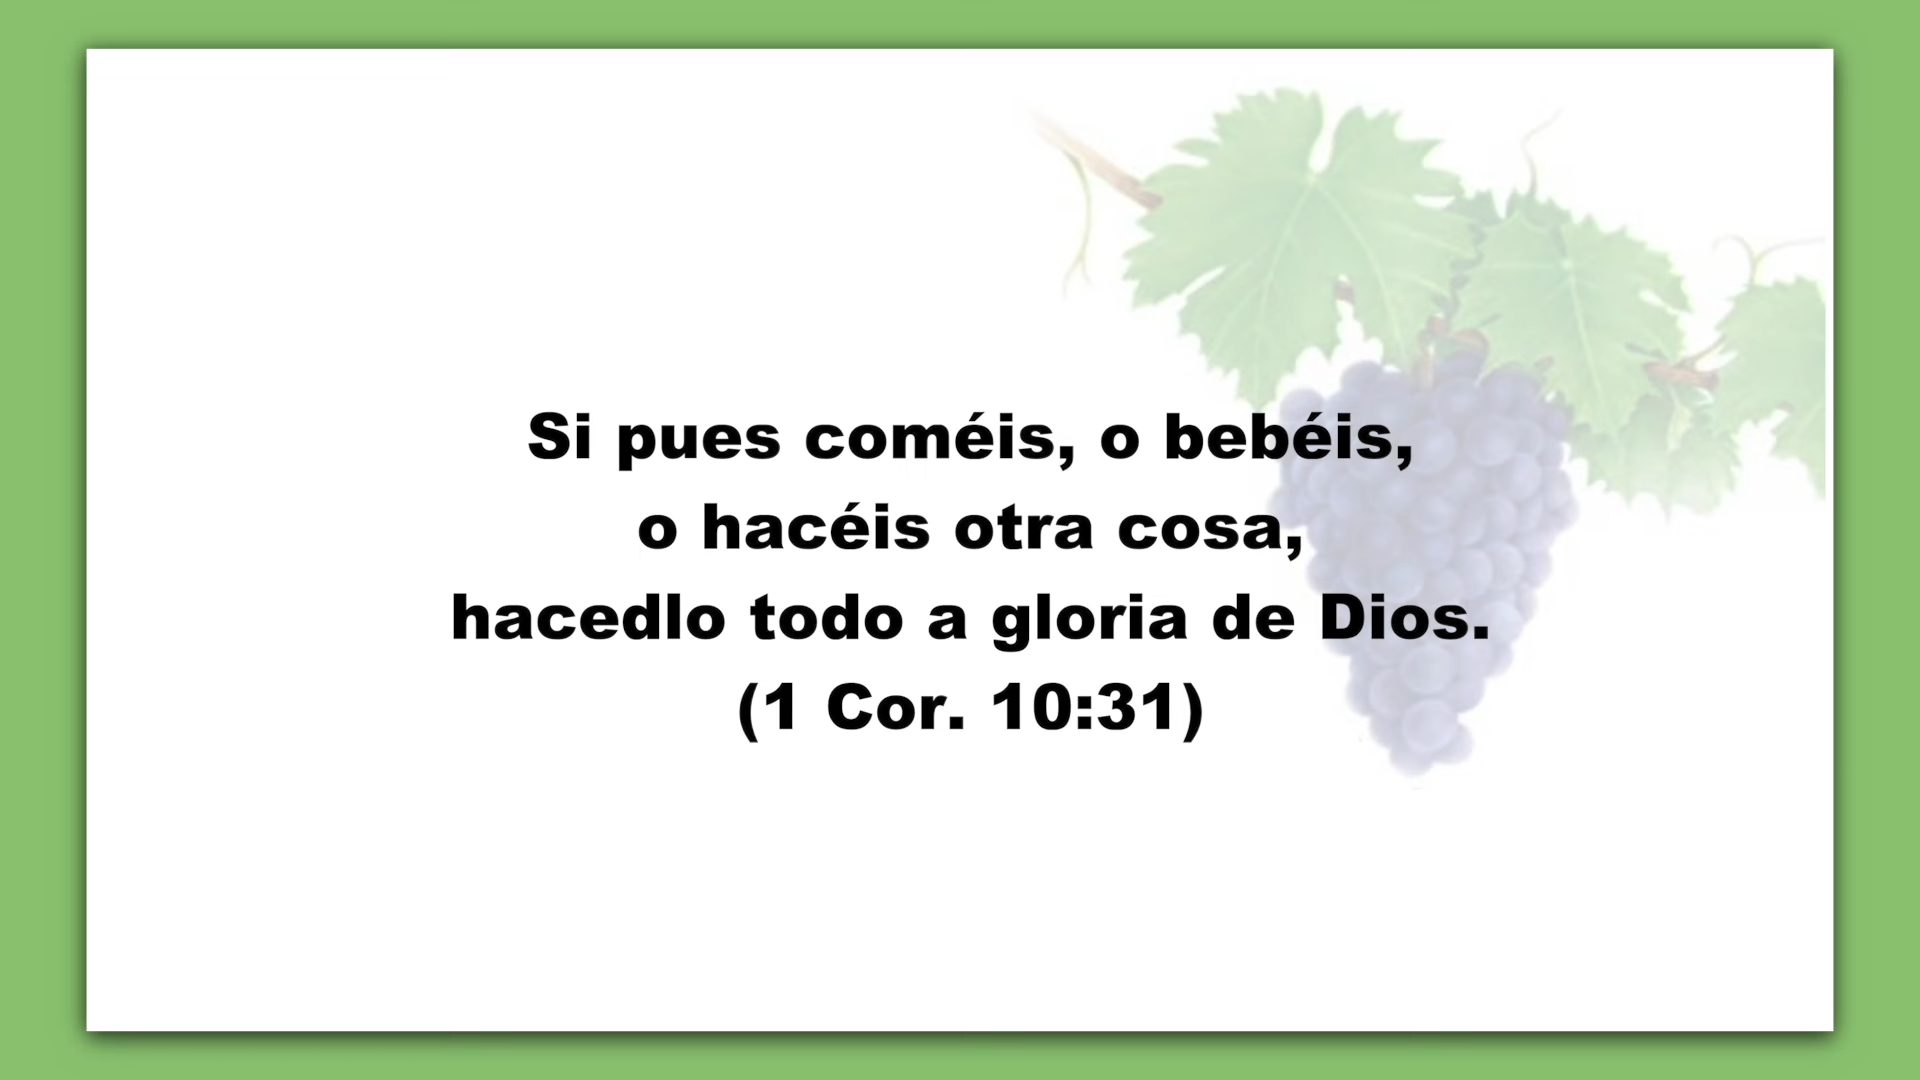 Si pues coméis, o bebéis,
o hacéis otra cosa,
hacedlo todo a gloria de Dios.
(1 Cor. 10:31)